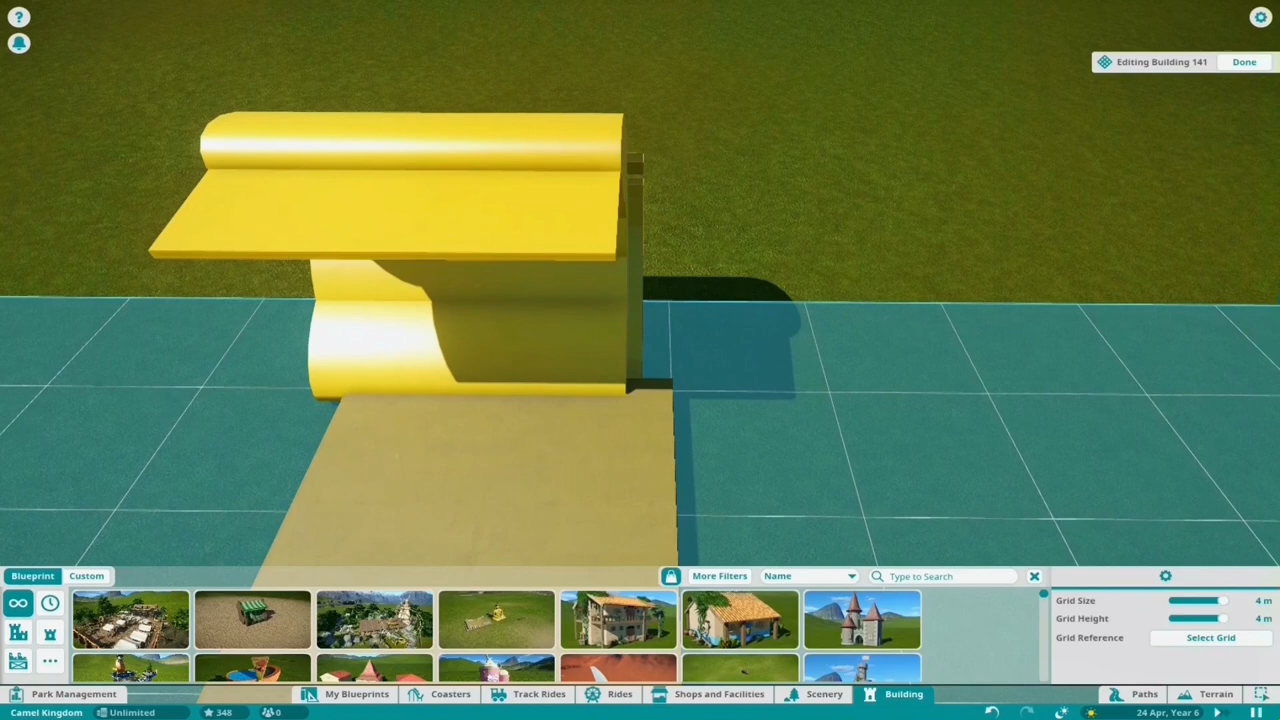 ?
Editing Building 141
Done
Blueprint
Custom
More Filters
Name
Type to Search
Grid Size
4 m
Grid Height
4 m
Grid Reference
Select Grid
Park Management
My Blueprints
Coasters
Track Rides
Rides
Shops and Facilities
Scenery
Building
Paths
Terrain
Camel Kingdom
Unlimited
348
0
24 Apr, Year 6